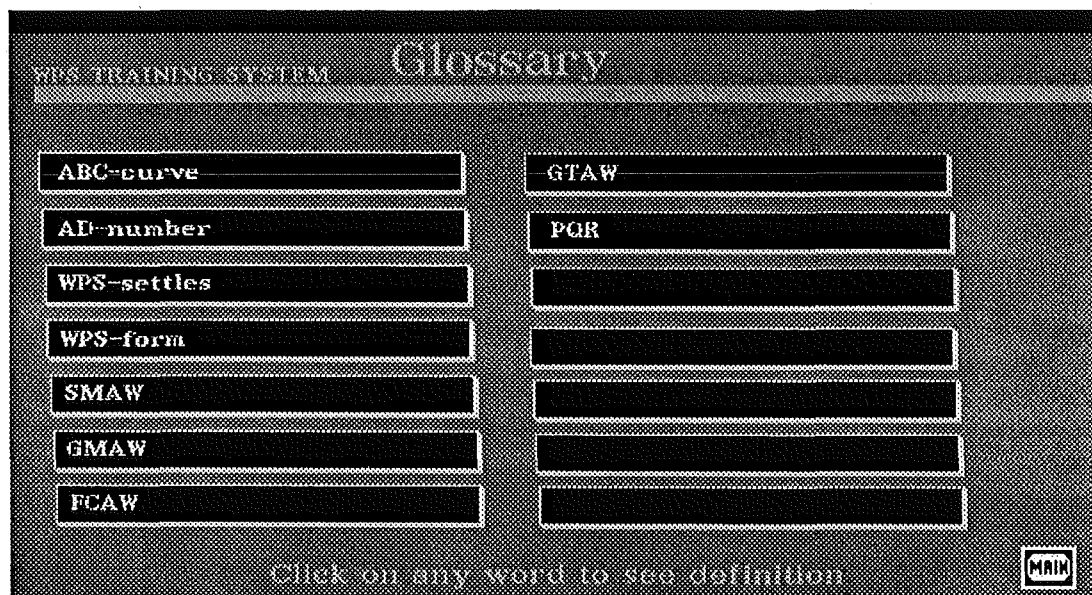 Glossary
WPS TRAINING SYSTEM
ABC-curve
AD-number
WPS-settles
WPS-form
SMAW
GMAW
FCAW
GTAW
PQR
Click on any word to see definition
MAIN